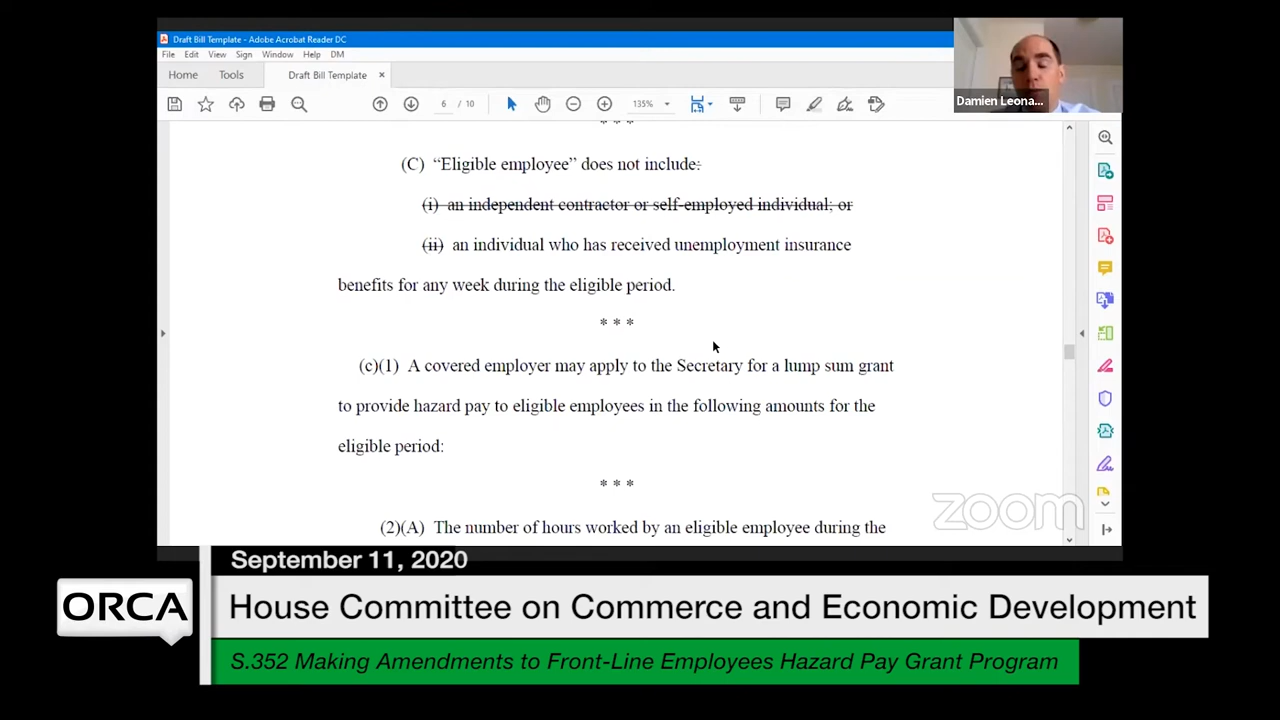 Draft Bill Template - Adobe Acrobat Reader DC
File Edit View Sign Window Help DM
Home Tools Draft Bill Template ×
6 / 10 135%
Damien Leona...
* * *
(C) “Eligible employee” does not include:
(i) an independent contractor or self-employed individual; or
(ii) an individual who has received unemployment insurance
benefits for any week during the eligible period.
* * *
(c)(1) A covered employer may apply to the Secretary for a lump sum grant
to provide hazard pay to eligible employees in the following amounts for the
eligible period:
* * *
(2)(A) The number of hours worked by an eligible employee during the
zoom
September 11, 2020
ORCA
House Committee on Commerce and Economic Development
S.352 Making Amendments to Front-Line Employees Hazard Pay Grant Program